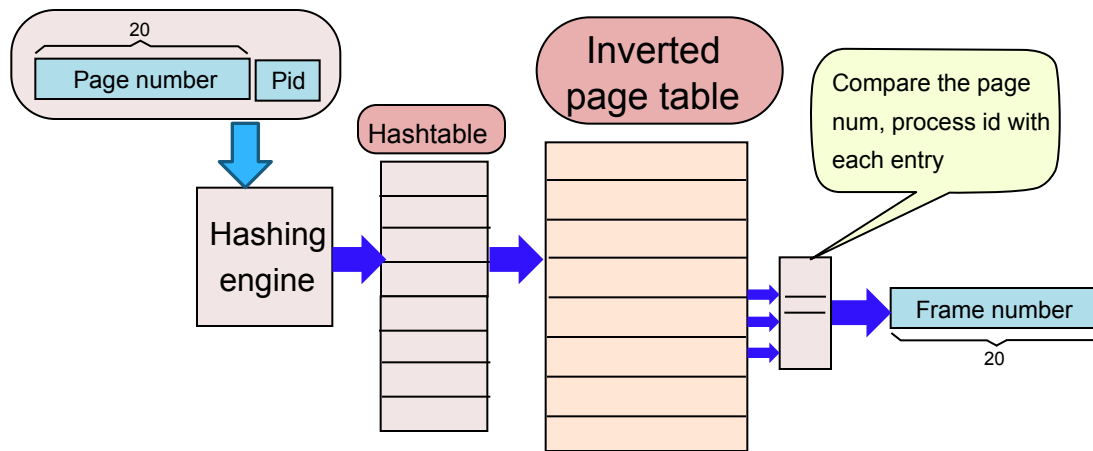 20
Page number
Pid
Hashing
engine
Hashtable
Inverted
page table
Compare the page
num, process id with
each entry
Frame number
20